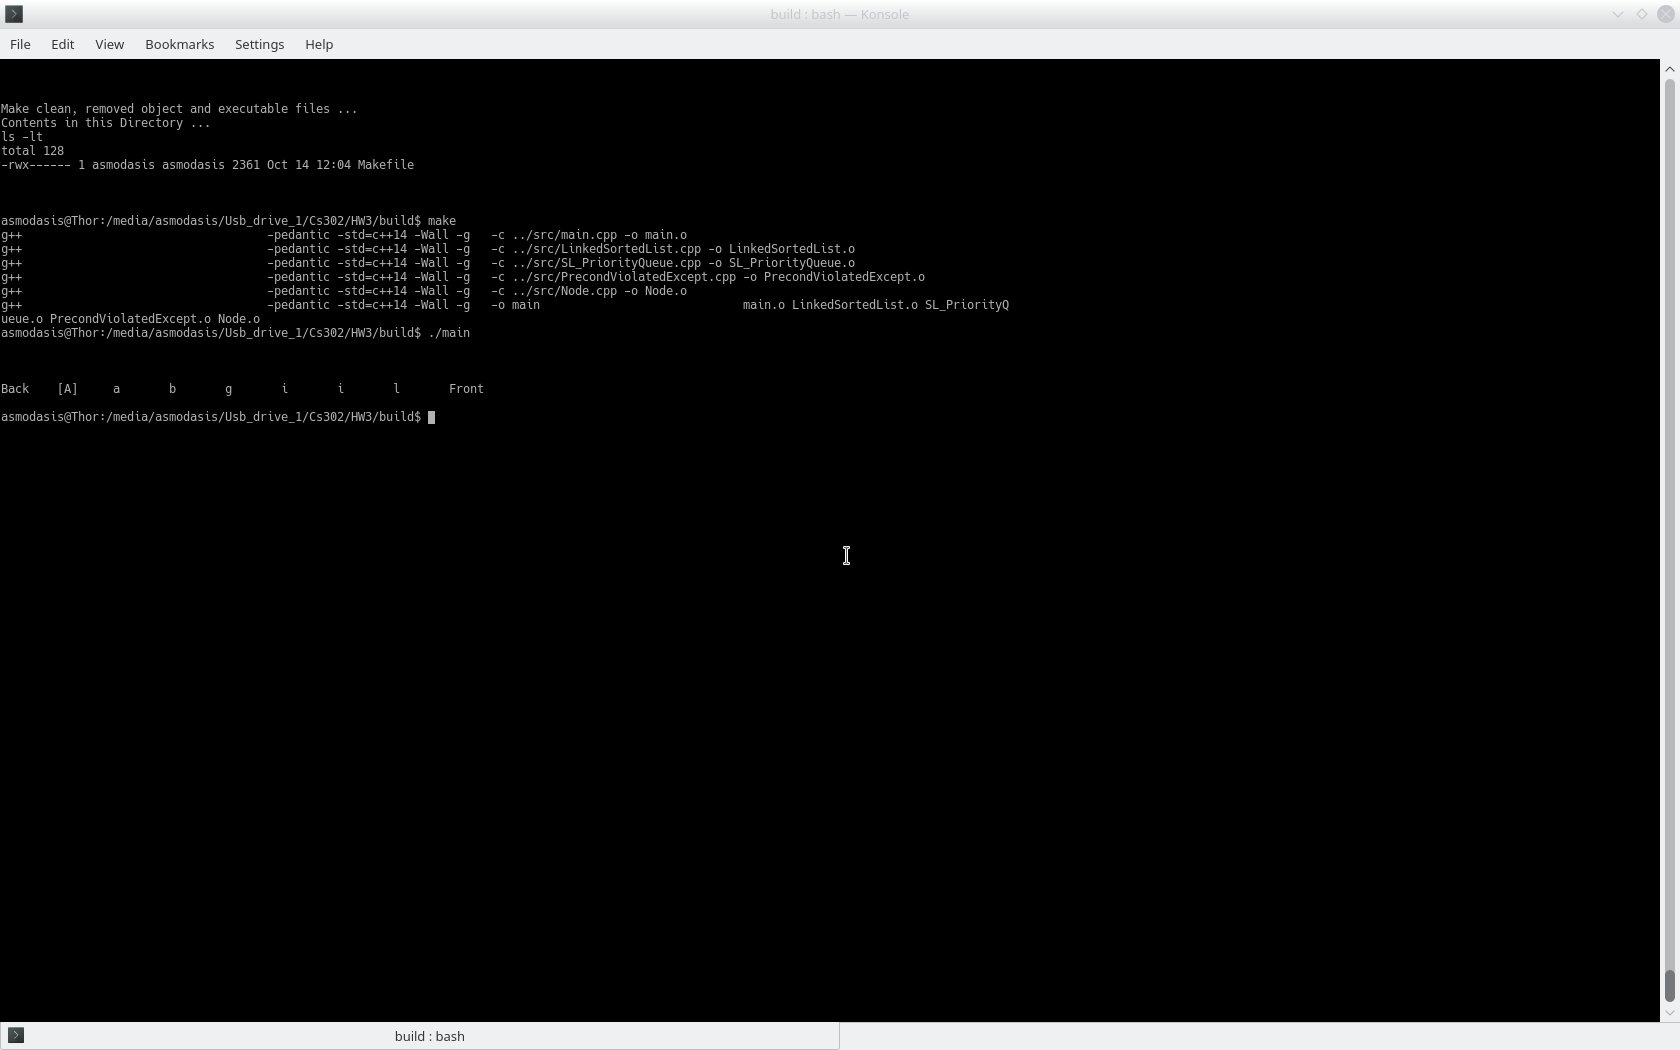 build : bash — Konsole
File Edit View Bookmarks Settings Help
Make clean, removed object and executable files ...
Contents in this Directory ...
ls -lt
total 128
-rwx------ 1 asmodasis asmodasis 2361 Oct 14 12:04 Makefile
asmodasis@Thor:/media/asmodasis/Usb_drive_1/Cs302/HW3/build$ make
g++                                   -pedantic -std=c++14 -Wall -g   -c ../src/main.cpp -o main.o
g++                                   -pedantic -std=c++14 -Wall -g   -c ../src/LinkedSortedList.cpp -o LinkedSortedList.o
g++                                   -pedantic -std=c++14 -Wall -g   -c ../src/SL_PriorityQueue.cpp -o SL_PriorityQueue.o
g++                                   -pedantic -std=c++14 -Wall -g   -c ../src/PrecondViolatedExcept.cpp -o PrecondViolatedExcept.o
g++                                   -pedantic -std=c++14 -Wall -g   -c ../src/Node.cpp -o Node.o
g++                                   -pedantic -std=c++14 -Wall -g   -o main                             main.o LinkedSortedList.o SL_PriorityQ
ueue.o PrecondViolatedExcept.o Node.o
asmodasis@Thor:/media/asmodasis/Usb_drive_1/Cs302/HW3/build$ ./main
Back    [A]     a       b       g       i       i       l       Front
asmodasis@Thor:/media/asmodasis/Usb_drive_1/Cs302/HW3/build$
build : bash